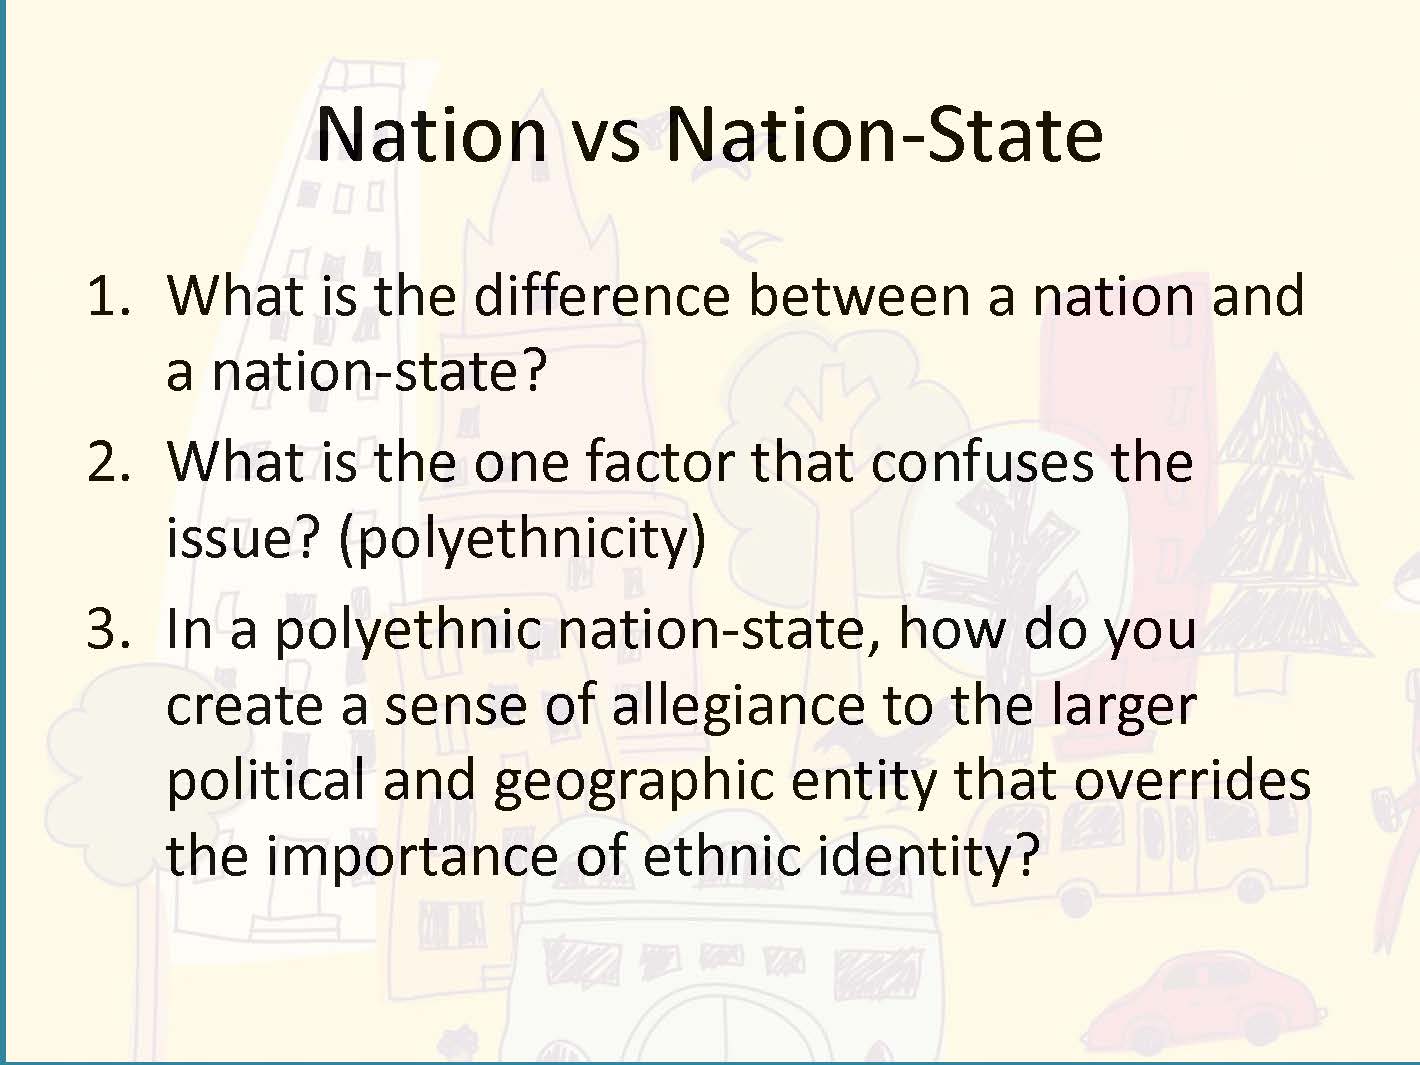 Nation vs Nation-State
1. What is the difference between a nation and
a nation-state?
2. What is the one factor that confuses the
issue? (polyethnicity)
3. In a polyethnic nation-state, how do you
create a sense of allegiance to the larger
political and geographic entity that overrides
the importance of ethnic identity?